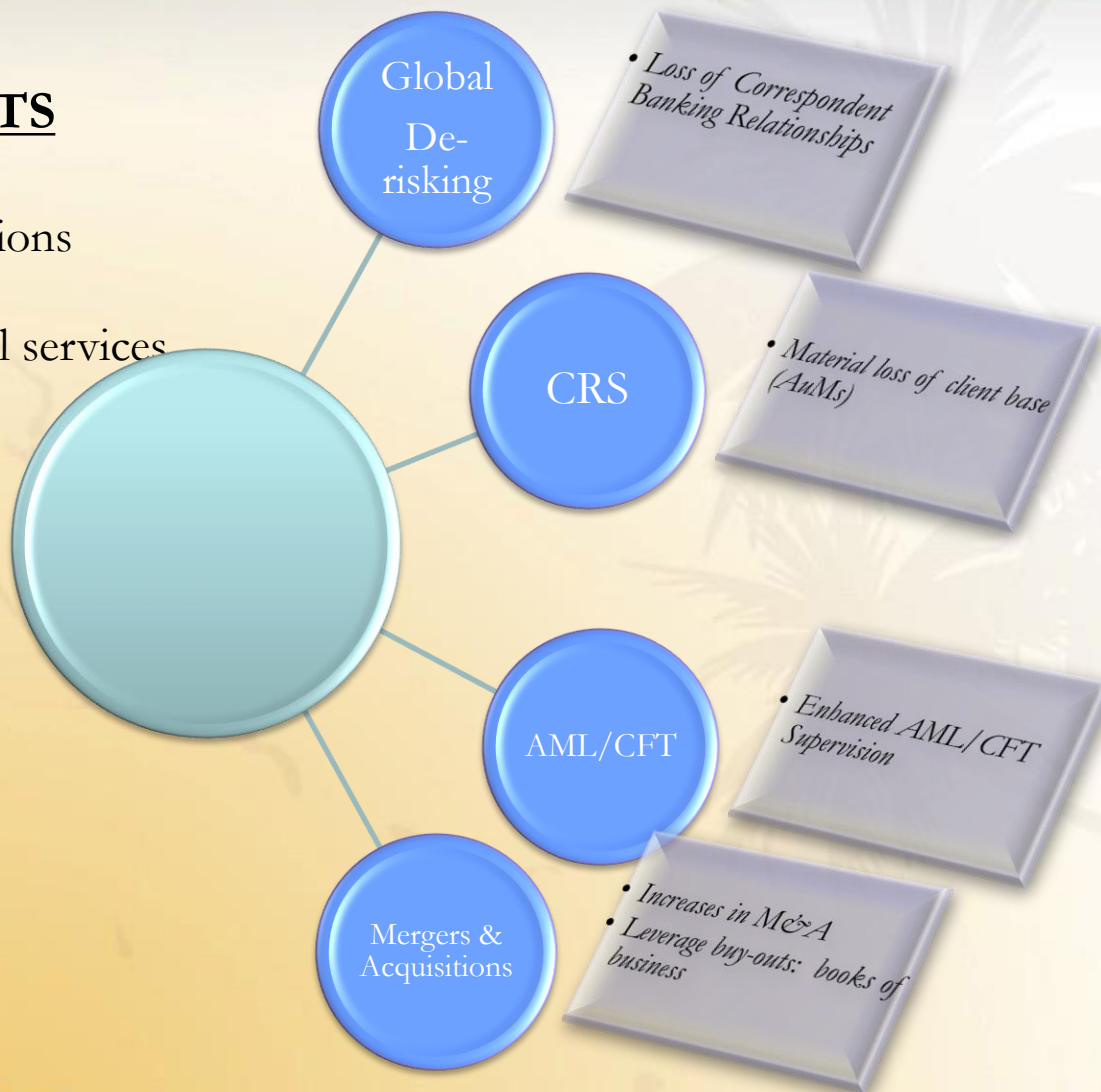 TS
ions
l services
Global
De-
risking
• Loss of Correspondent
Banking Relationships
CRS
• Material loss of client base
(AuMs)
AML/CFT
• Enhanced AML/CFT
Supervision
Mergers &
Acquisitions
• Increases in M&A
• Leverage buy-outs: books of
business